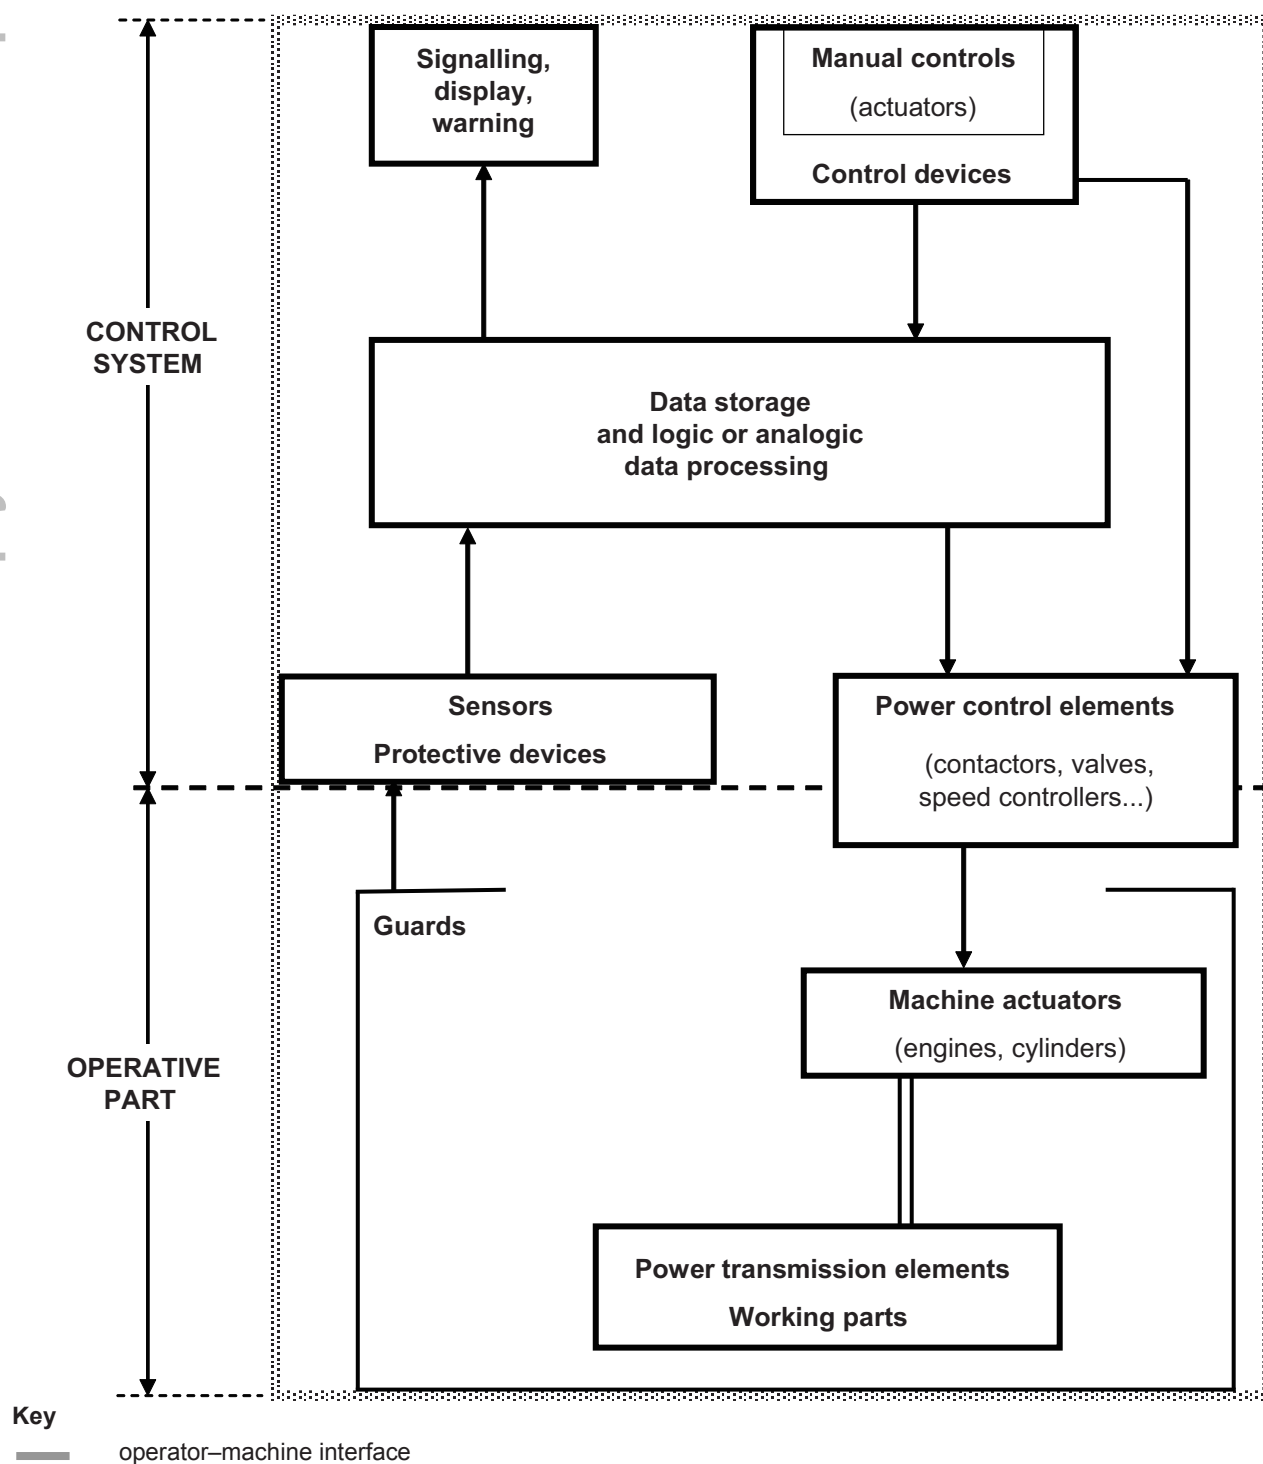 Signalling,
display,
warning
Manual controls
(actuators)
Control devices
CONTROL
SYSTEM
Data storage
and logic or analogic
data processing
Sensors
Protective devices
Power control elements
(contactors, valves,
speed controllers...)
Guards
Machine actuators
(engines, cylinders)
OPERATIVE
PART
Power transmission elements
Working parts
Key
operator–machine interface